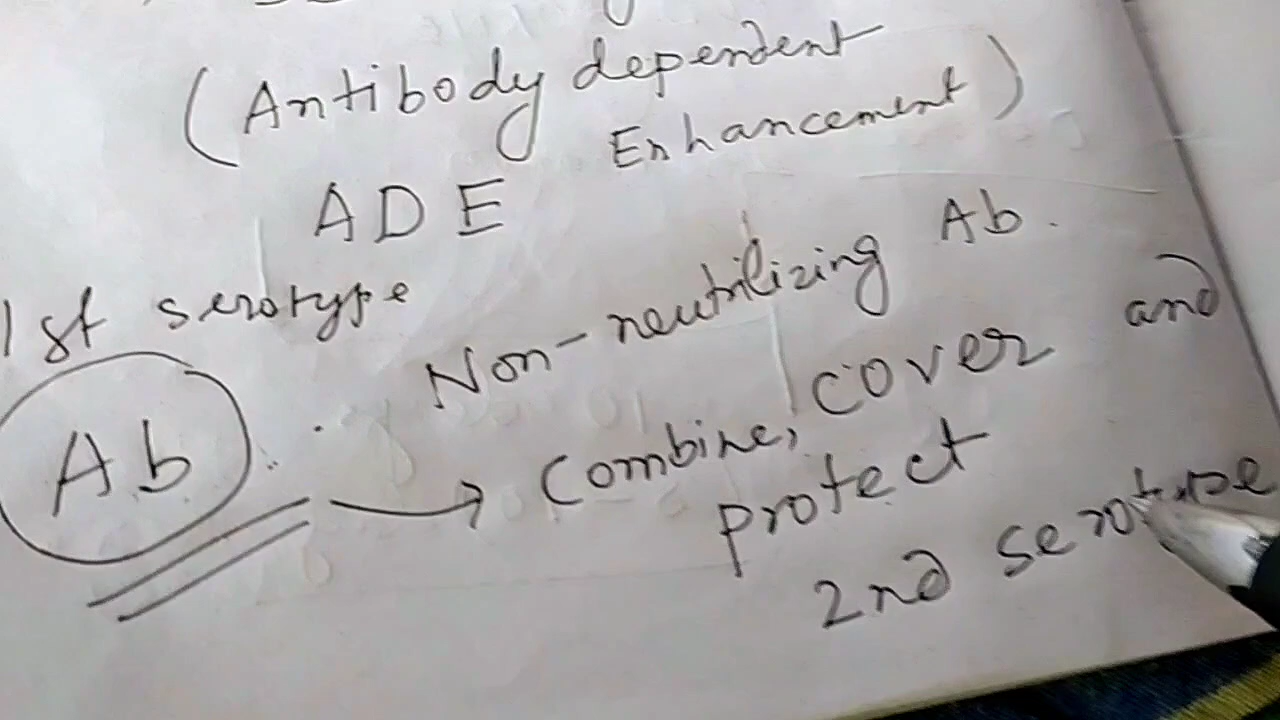 (Antibody dependent
Enhancement)
ADE
1st serotype
Non-neutrilizing Ab.
Ab
→ Combine, cover and
protect
2nd serotype